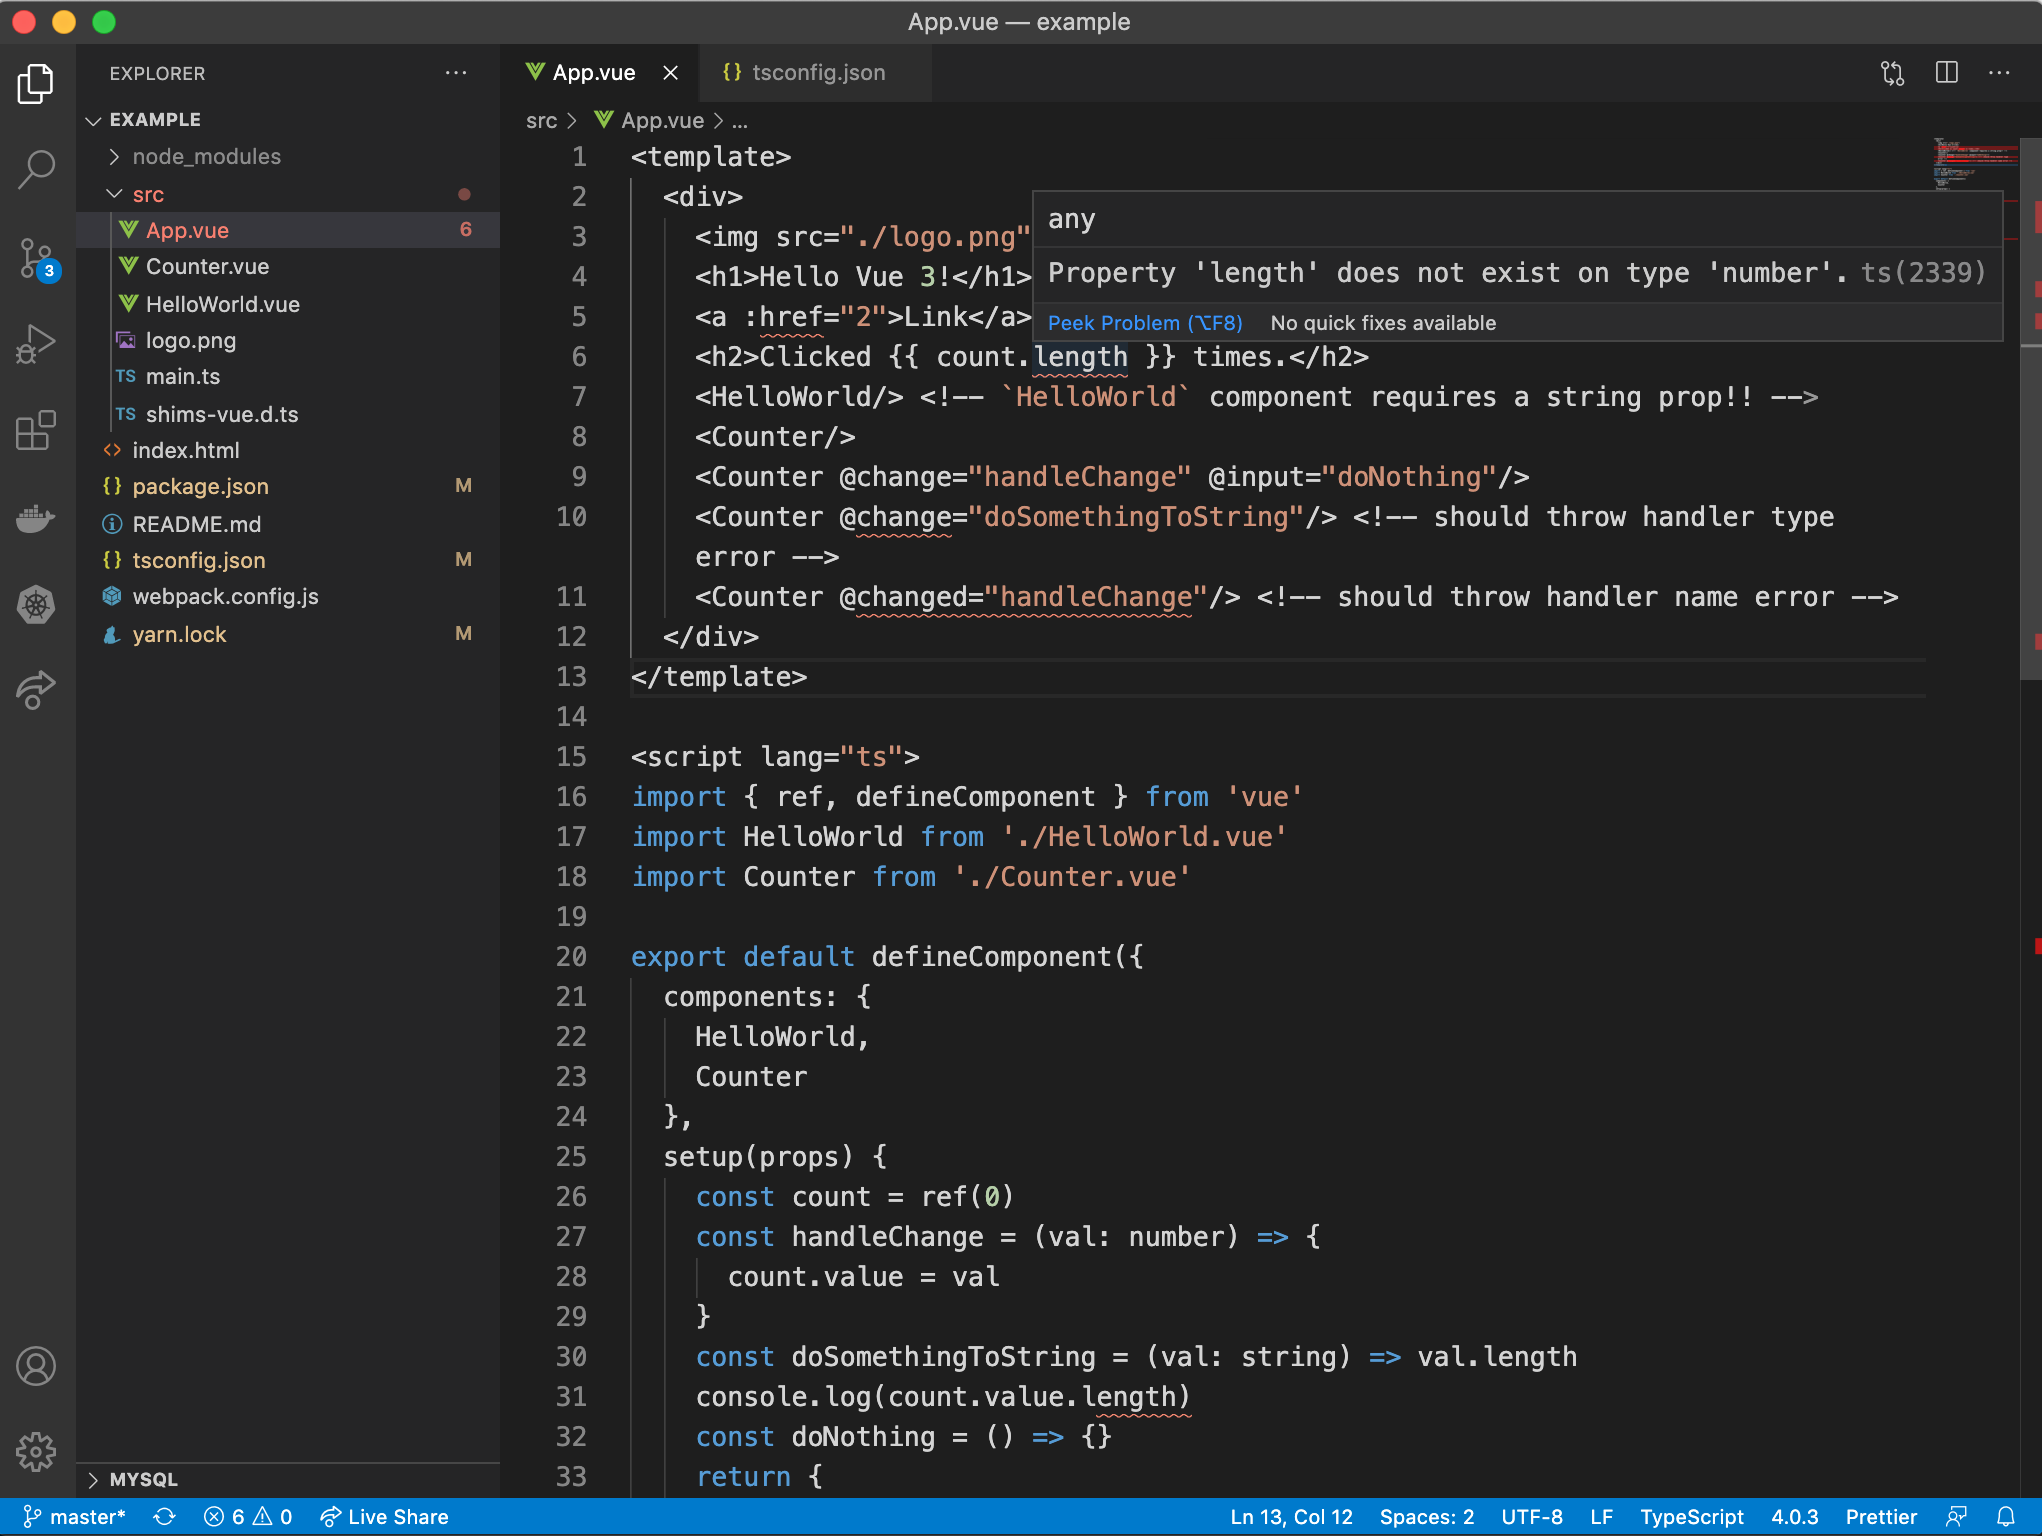 App.vue — example
EXPLORER
EXAMPLE
node_modules
src
App.vue 6
Counter.vue
HelloWorld.vue
logo.png
TS main.ts
TS shims-vue.d.ts
<> index.html
{} package.json M
README.md
{} tsconfig.json M
webpack.config.js
yarn.lock M
MYSQL
3
App.vue
{} tsconfig.json
src > App.vue > ...
1 <template>
2 <div>
3 <img src="./logo.png"
4 <h1>Hello Vue 3!</h1>
5 <a :href="2">Link</a>
any
Property 'length' does not exist on type 'number'. ts(2339)
Peek Problem (⌥F8) No quick fixes available
6 <h2>Clicked {{ count.length }} times.</h2>
7 <HelloWorld/> <!-- `HelloWorld` component requires a string prop!! -->
8 <Counter/>
9 <Counter @change="handleChange" @input="doNothing"/>
10 <Counter @change="doSomethingToString"/> <!-- should throw handler type
error -->
11 <Counter @changed="handleChange"/> <!-- should throw handler name error -->
12 </div>
13 </template>
14
15 <script lang="ts">
16 import { ref, defineComponent } from 'vue'
17 import HelloWorld from './HelloWorld.vue'
18 import Counter from './Counter.vue'
19
20 export default defineComponent({
21 components: {
22 HelloWorld,
23 Counter
24 },
25 setup(props) {
26 const count = ref(0)
27 const handleChange = (val: number) => {
28 count.value = val
29 }
30 const doSomethingToString = (val: string) => val.length
31 console.log(count.value.length)
32 const doNothing = () => {}
33 return {
master* 6 0 Live Share Ln 13, Col 12 Spaces: 2 UTF-8 LF TypeScript 4.0.3 Prettier